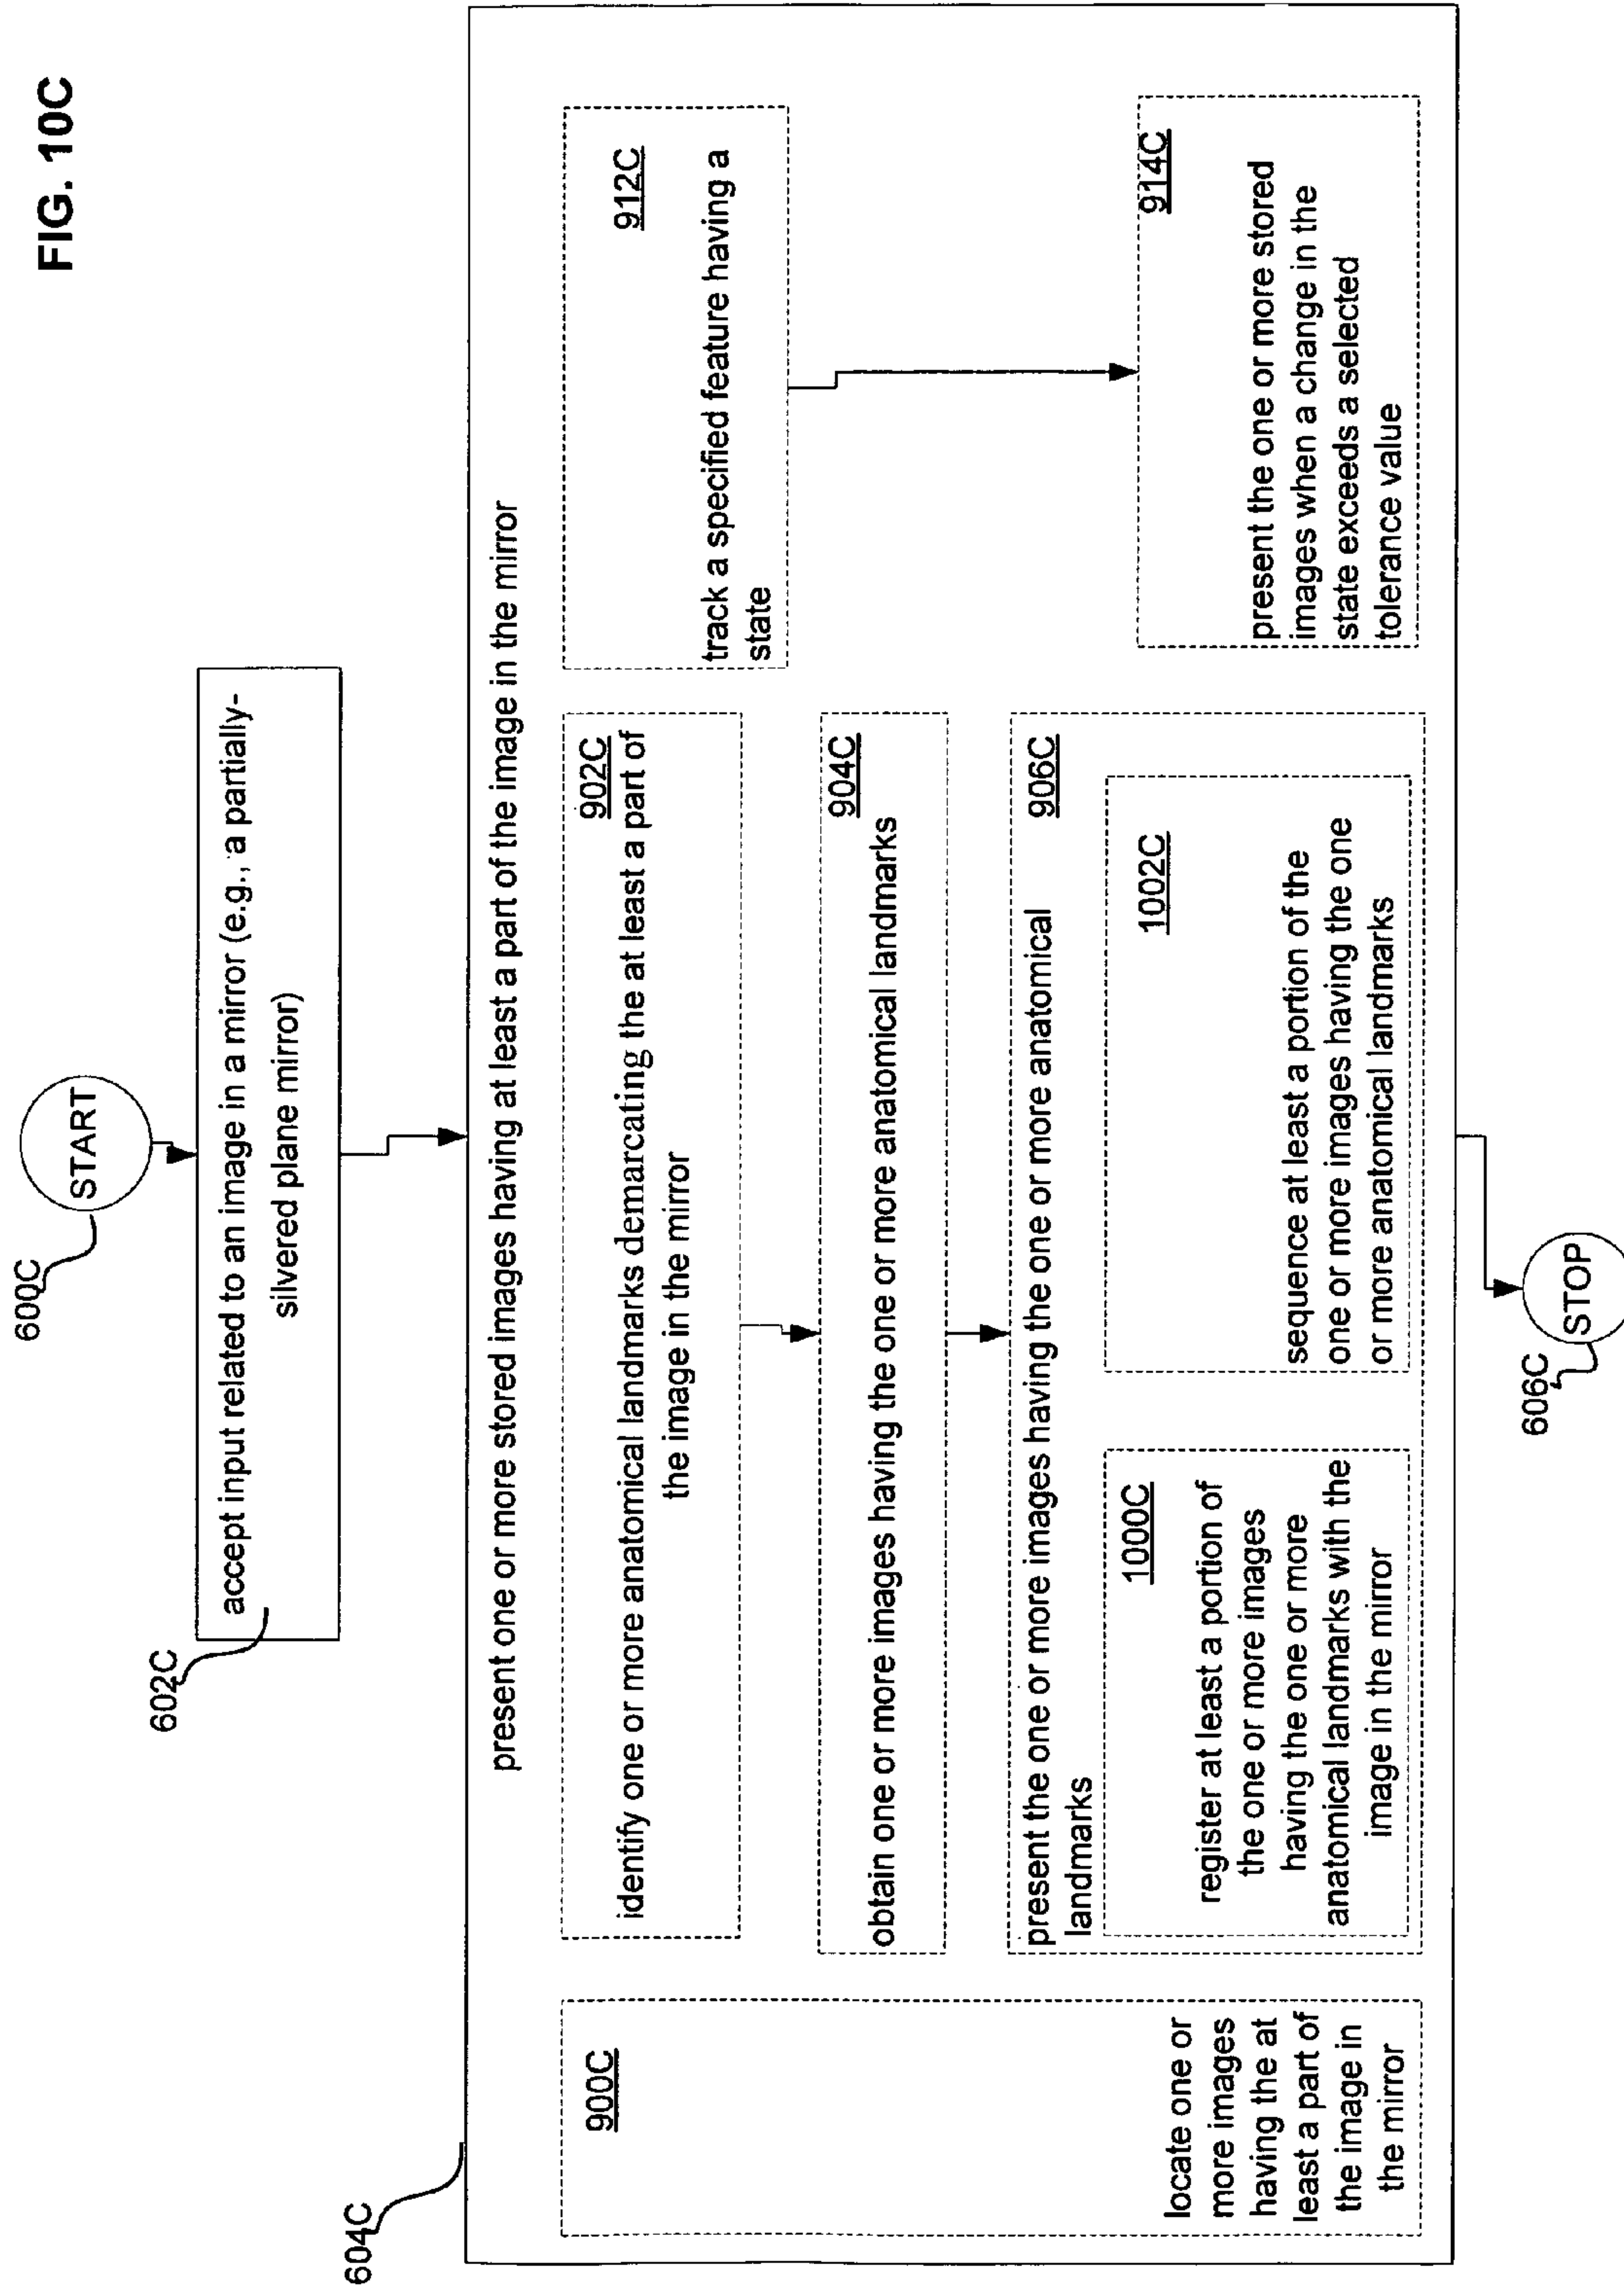 FIG. 10C
600C
START
602C
accept input related to an image in a mirror (e.g., a partially-
silvered plane mirror)
604C
present one or more stored images having at least a part of the image in the mirror
900C
locate one or
more images
having the at
least a part of
the image in
the mirror
902C
identify one or more anatomical landmarks demarcating the at least a part of
the image in the mirror
904C
obtain one or more images having the one or more anatomical landmarks
906C
present the one or more images having the one or more anatomical
landmarks
1000C
register at least a portion of
the one or more images
having the one or more
anatomical landmarks with the
image in the mirror
1002C
sequence at least a portion of the
one or more images having the one
or more anatomical landmarks
912C
track a specified feature having a
state
914C
present the one or more stored
images when a change in the
state exceeds a selected
tolerance value
606C
STOP